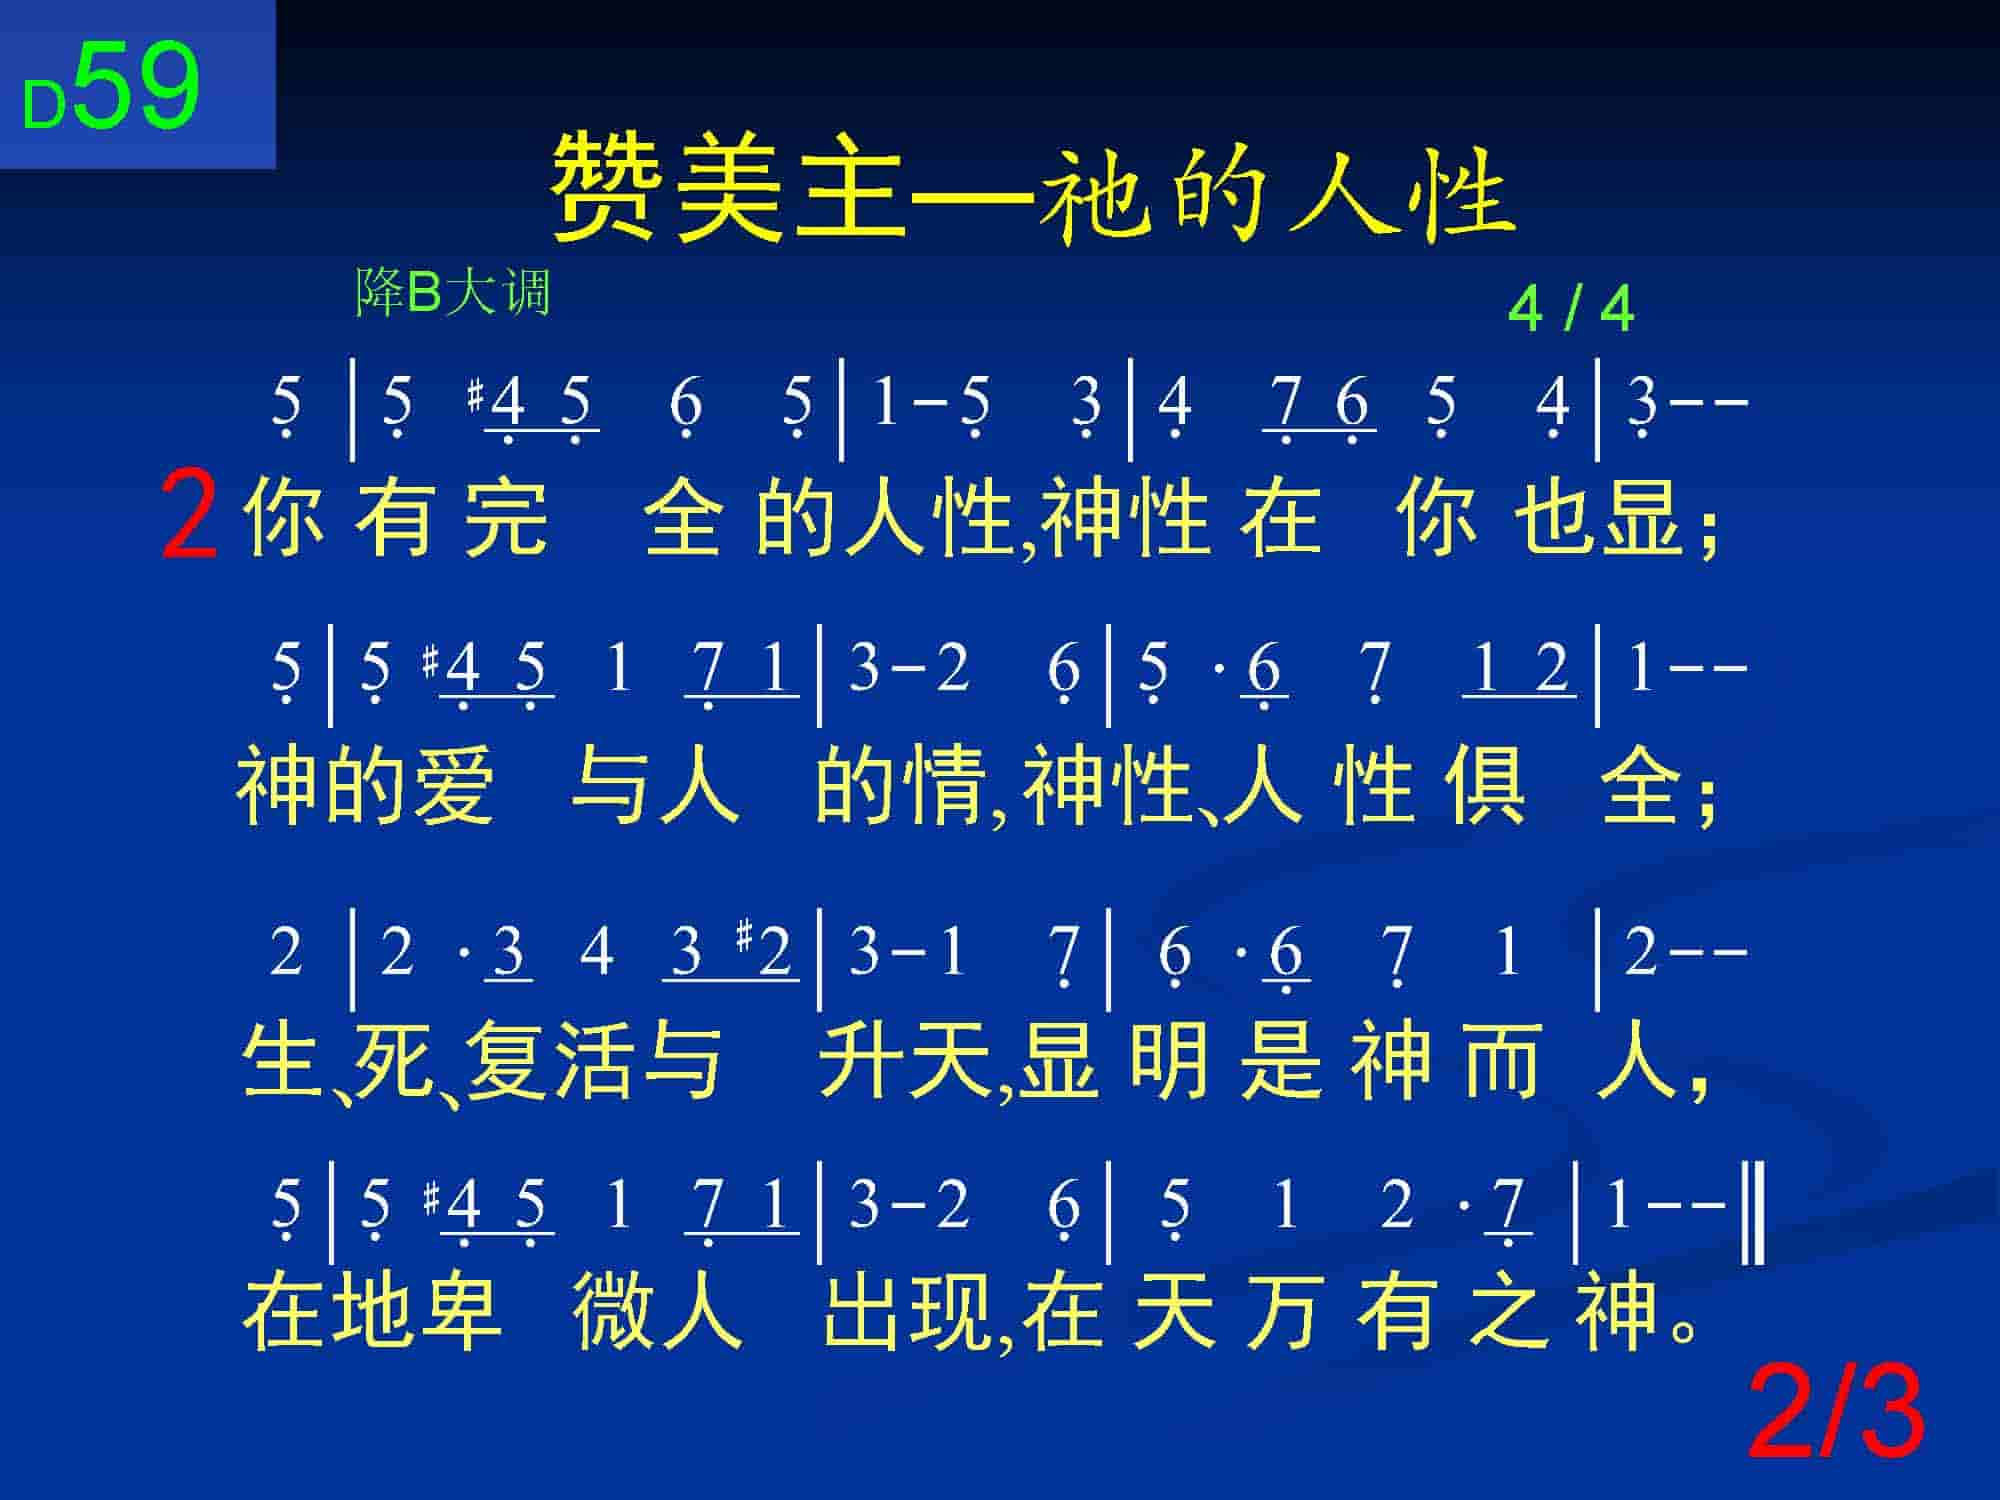 D59
赞美主—祂的人性
降B大调 4 / 4
5 | 5 #4 5 6 5 | 1 - 5 3 | 4 7 6 5 4 | 3 - -
2 你有完全的人性,神性在你也显；
5 | 5 #4 5 1 7 1 | 3 - 2 6 | 5 · 6 7 1 2 | 1 - -
神的爱与人的情,神性、人性俱全；
2 | 2 · 3 4 3 #2 | 3 - 1 7 | 6 · 6 7 1 | 2 - -
生、死、复活与升天,显明是神而人，
5 | 5 #4 5 1 7 1 | 3 - 2 6 | 5 1 2 · 7 | 1 - - ‖
在地卑微人出现,在天万有之神。
2/3